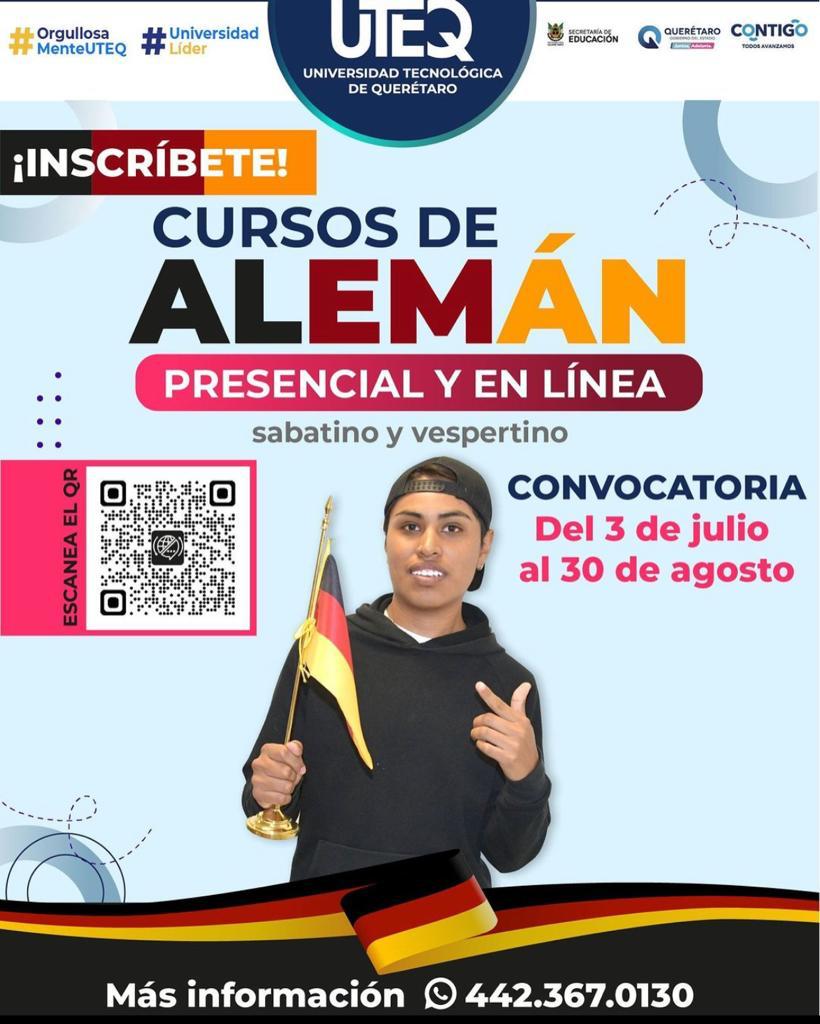 #Orgullosa
MenteUTEQ
#Universidad
Líder
UTEQ
UNIVERSIDAD TECNOLÓGICA
DE QUERÉTARO
SECRETARÍA DE
EDUCACIÓN
QUERÉTARO
GOBIERNO DEL ESTADO
Juntos, Adelante.
CONTIGO
TODOS AVANZAMOS
¡INSCRÍBETE!
CURSOS DE
ALEMÁN
PRESENCIAL Y EN LÍNEA
sabatino y vespertino
ESCANEA EL QR
CONVOCATORIA
Del 3 de julio
al 30 de agosto
Más información 442.367.0130